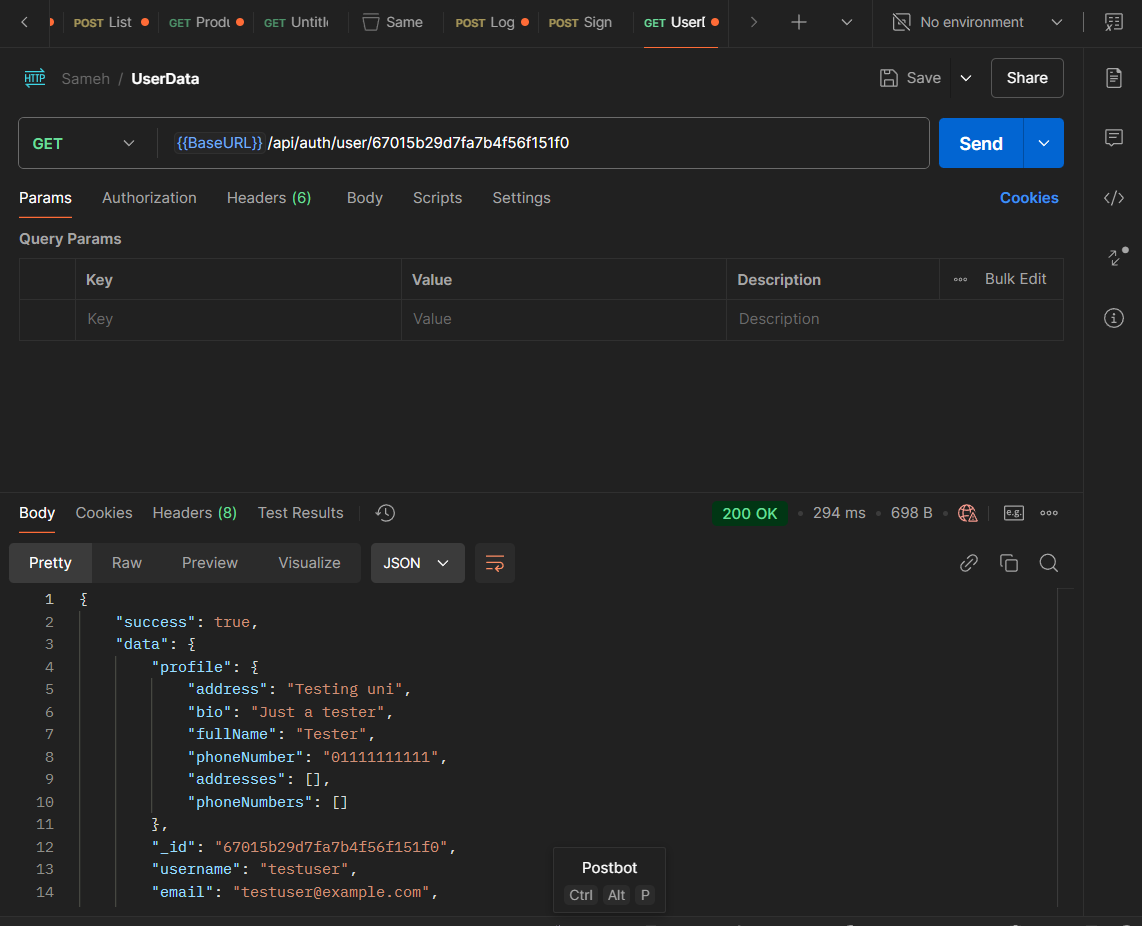 POST List GET Produ GET Untitl Same POST Log POST Sign GET UserD No environment
HTTP Sameh / UserData Save Share
GET {{BaseURL}} /api/auth/user/67015b29d7fa7b4f56f151f0 Send
Params Authorization Headers (6) Body Scripts Settings Cookies
Query Params
Key Value Description Bulk Edit
Key Value Description
Body Cookies Headers (8) Test Results 200 OK 294 ms 698 B e.g.
Pretty Raw Preview Visualize JSON
1 {
2 "success": true,
3 "data": {
4 "profile": {
5 "address": "Testing uni",
6 "bio": "Just a tester",
7 "fullName": "Tester",
8 "phoneNumber": "01111111111",
9 "addresses": [],
10 "phoneNumbers": []
11 },
12 "_id": "67015b29d7fa7b4f56f151f0",
13 "username": "testuser",
14 "email": "testuser@example.com",
Postbot
Ctrl Alt P